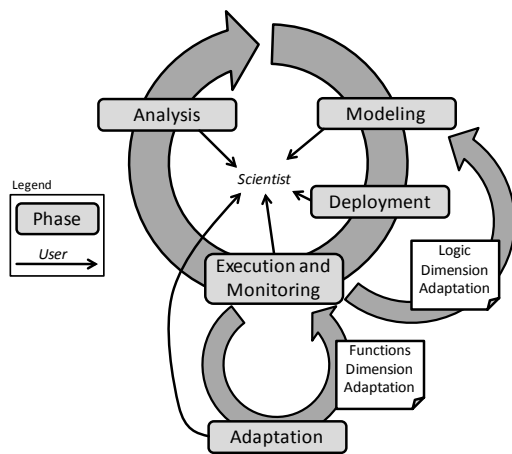 Analysis
Modeling
Scientist
Legend
Phase
User
Deployment
Execution and
Monitoring
Logic
Dimension
Adaptation
Functions
Dimension
Adaptation
Adaptation